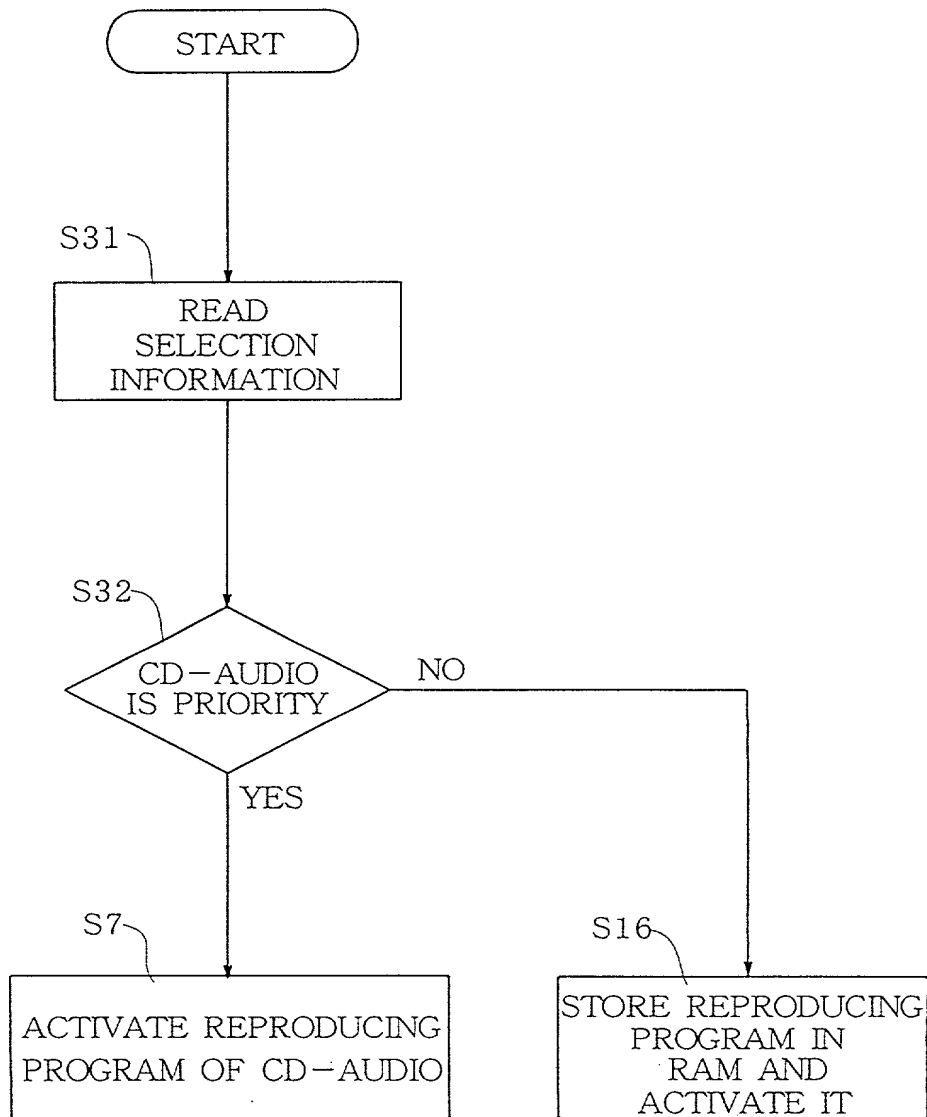 START
S31
READ
SELECTION
INFORMATION
S32
CD-AUDIO
IS PRIORITY
NO
YES
S7
ACTIVATE REPRODUCING
PROGRAM OF CD-AUDIO
S16
STORE REPRODUCING
PROGRAM IN
RAM AND
ACTIVATE IT